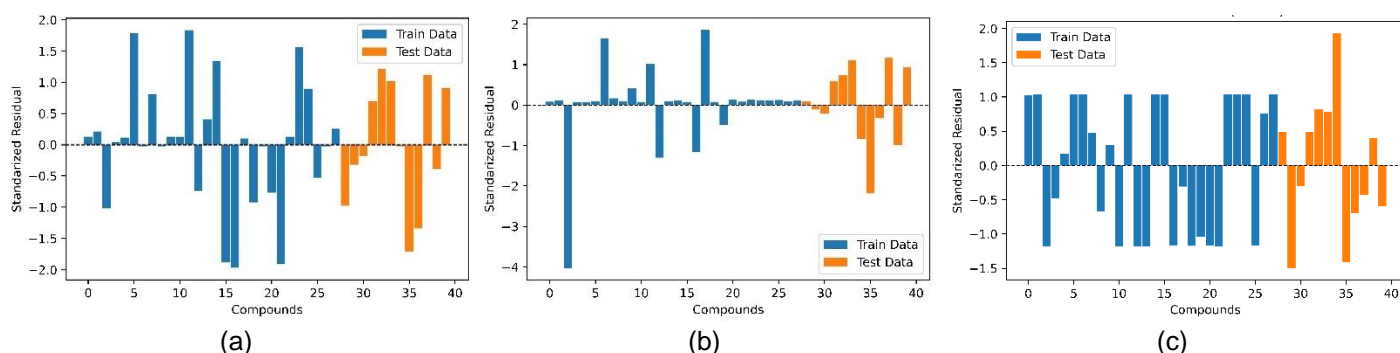 2.0
1.5
1.0
0.5
0.0
−0.5
−1.0
−1.5
−2.0
Standarized Residual
Train Data
Test Data
0 5 10 15 20 25 30 35 40
Compounds
(a)
2
1
0
−1
−2
−3
−4
Standarized Residual
Train Data
Test Data
0 5 10 15 20 25 30 35 40
Compounds
(b)
2.0
1.5
1.0
0.5
0.0
−0.5
−1.0
−1.5
Standarized Residual
Train Data
Test Data
0 5 10 15 20 25 30 35 40
Compounds
(c)